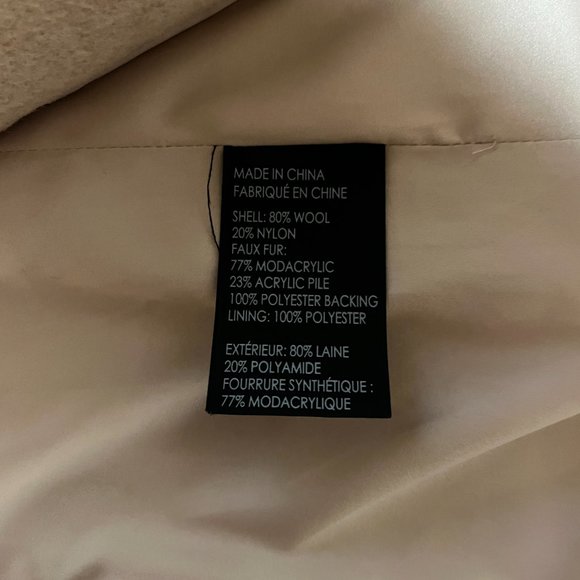 MADE IN CHINA
FABRIQUÉ EN CHINE
SHELL: 80% WOOL
20% NYLON
FAUX FUR:
77% MODACRYLIC
23% ACRYLIC PILE
100% POLYESTER BACKING
LINING: 100% POLYESTER
EXTÉRIEUR: 80% LAINE
20% POLYAMIDE
FOURRURE SYNTHÉTIQUE :
77% MODACRYLIQUE